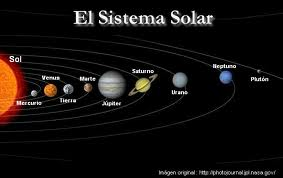 El Sistema Solar
Sol
Mercurio
Venus
Tierra
Marte
Júpiter
Saturno
Urano
Neptuno
Plutón
Imágen original: http://photojournal.jpl.nasa.gov/